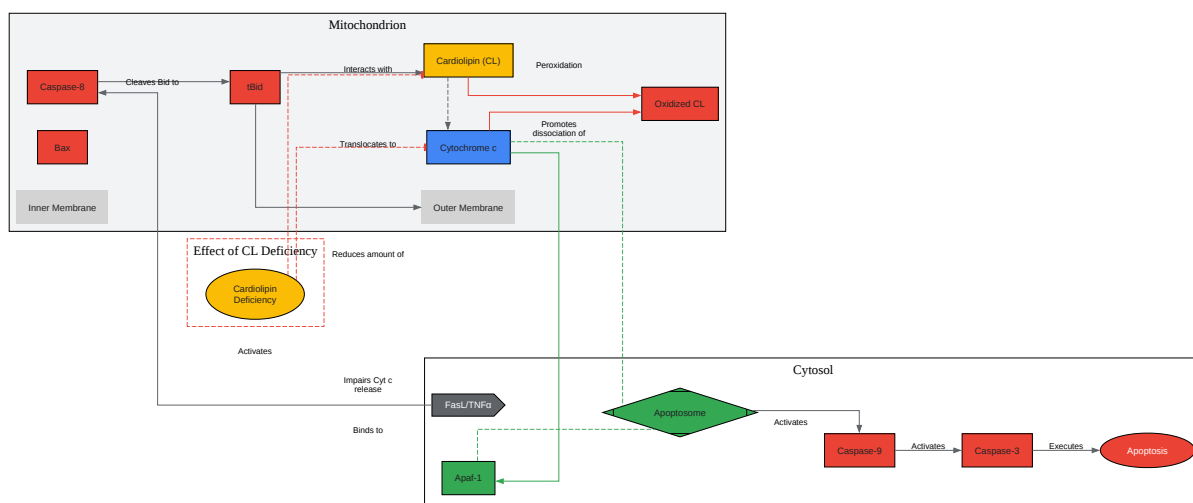 Mitochondrion
Cardiolipin (CL)
Interacts with
Peroxidation
Caspase-8
Cleaves Bid to
tBid
Oxidized CL
Promotes
dissociation of
Bax
Translocates to
Cytochrome c
Inner Membrane
Outer Membrane
Effect of CL Deficiency
Reduces amount of
Cardiolipin
Deficiency
Activates
Cytosol
Impairs Cyt c
release
FasL/TNFα
Apoptosome
Binds to
Activates
Caspase-9
Activates
Caspase-3
Executes
Apoptosis
Apaf-1